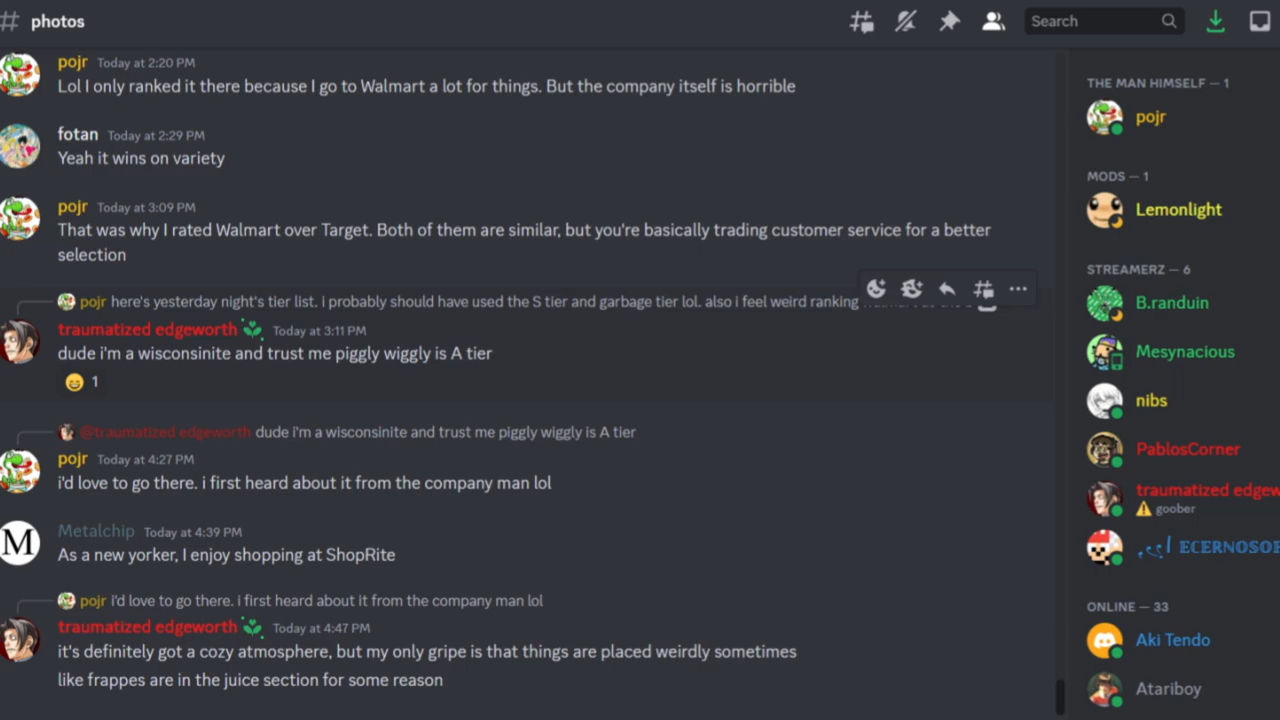 # photos
Search
pojr Today at 2:20 PM
Lol I only ranked it there because I go to Walmart a lot for things. But the company itself is horrible
fotan Today at 2:29 PM
Yeah it wins on variety
pojr Today at 3:09 PM
That was why I rated Walmart over Target. Both of them are similar, but you're basically trading customer service for a better
selection
pojr here's yesterday night's tier list. i probably should have used the S tier and garbage tier lol. also i feel weird ranking
traumatized edgeworth Today at 3:11 PM
dude i'm a wisconsinite and trust me piggly wiggly is A tier
1
@traumatized edgeworth dude i'm a wisconsinite and trust me piggly wiggly is A tier
pojr Today at 4:27 PM
i'd love to go there. i first heard about it from the company man lol
M
Metalchip Today at 4:39 PM
As a new yorker, I enjoy shopping at ShopRite
pojr i'd love to go there. i first heard about it from the company man lol
traumatized edgeworth Today at 4:47 PM
it's definitely got a cozy atmosphere, but my only gripe is that things are placed weirdly sometimes
like frappes are in the juice section for some reason
THE MAN HIMSELF — 1
pojr
MODS — 1
Lemonlight
STREAMERZ — 6
B.randuin
Mesynacious
nibs
PablosCorner
traumatized edgew
goober
ECERNOSOF
ONLINE — 33
Aki Tendo
Atariboy